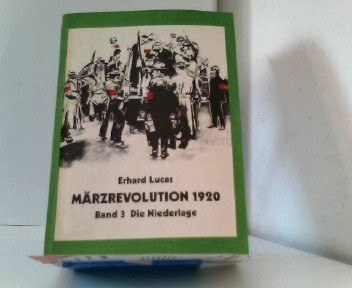 Erhard Lucas
MÄRZREVOLUTION 1920
Band 3 Die Niederlage